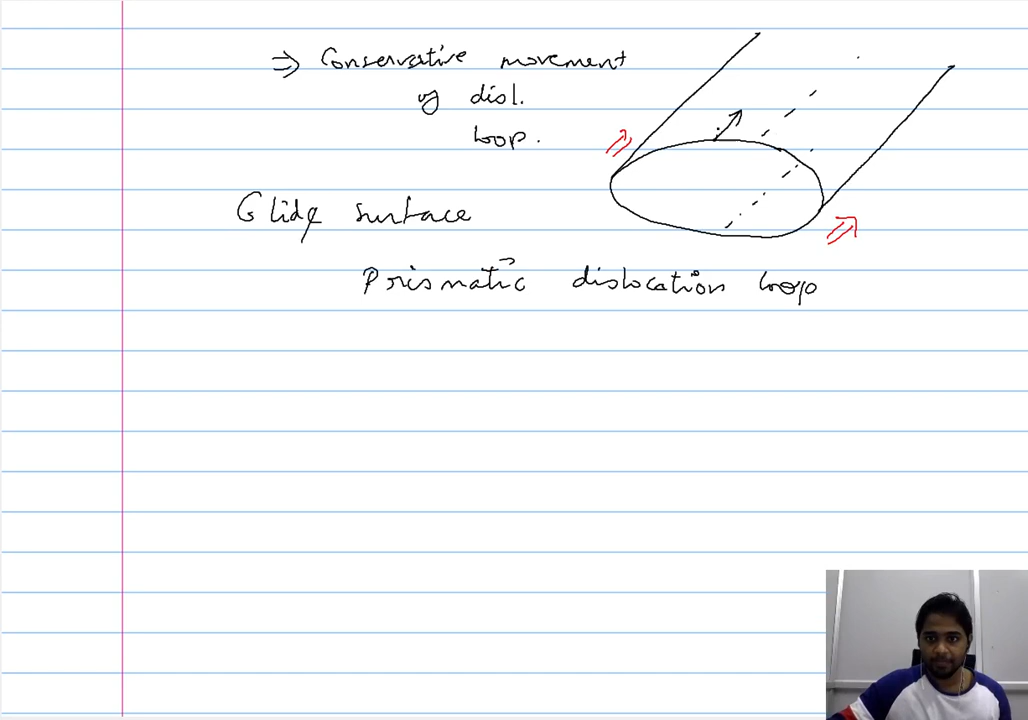 ⇒ Conservative movement
of disl.
loop.
Glide surface
Prismatic dislocation loop